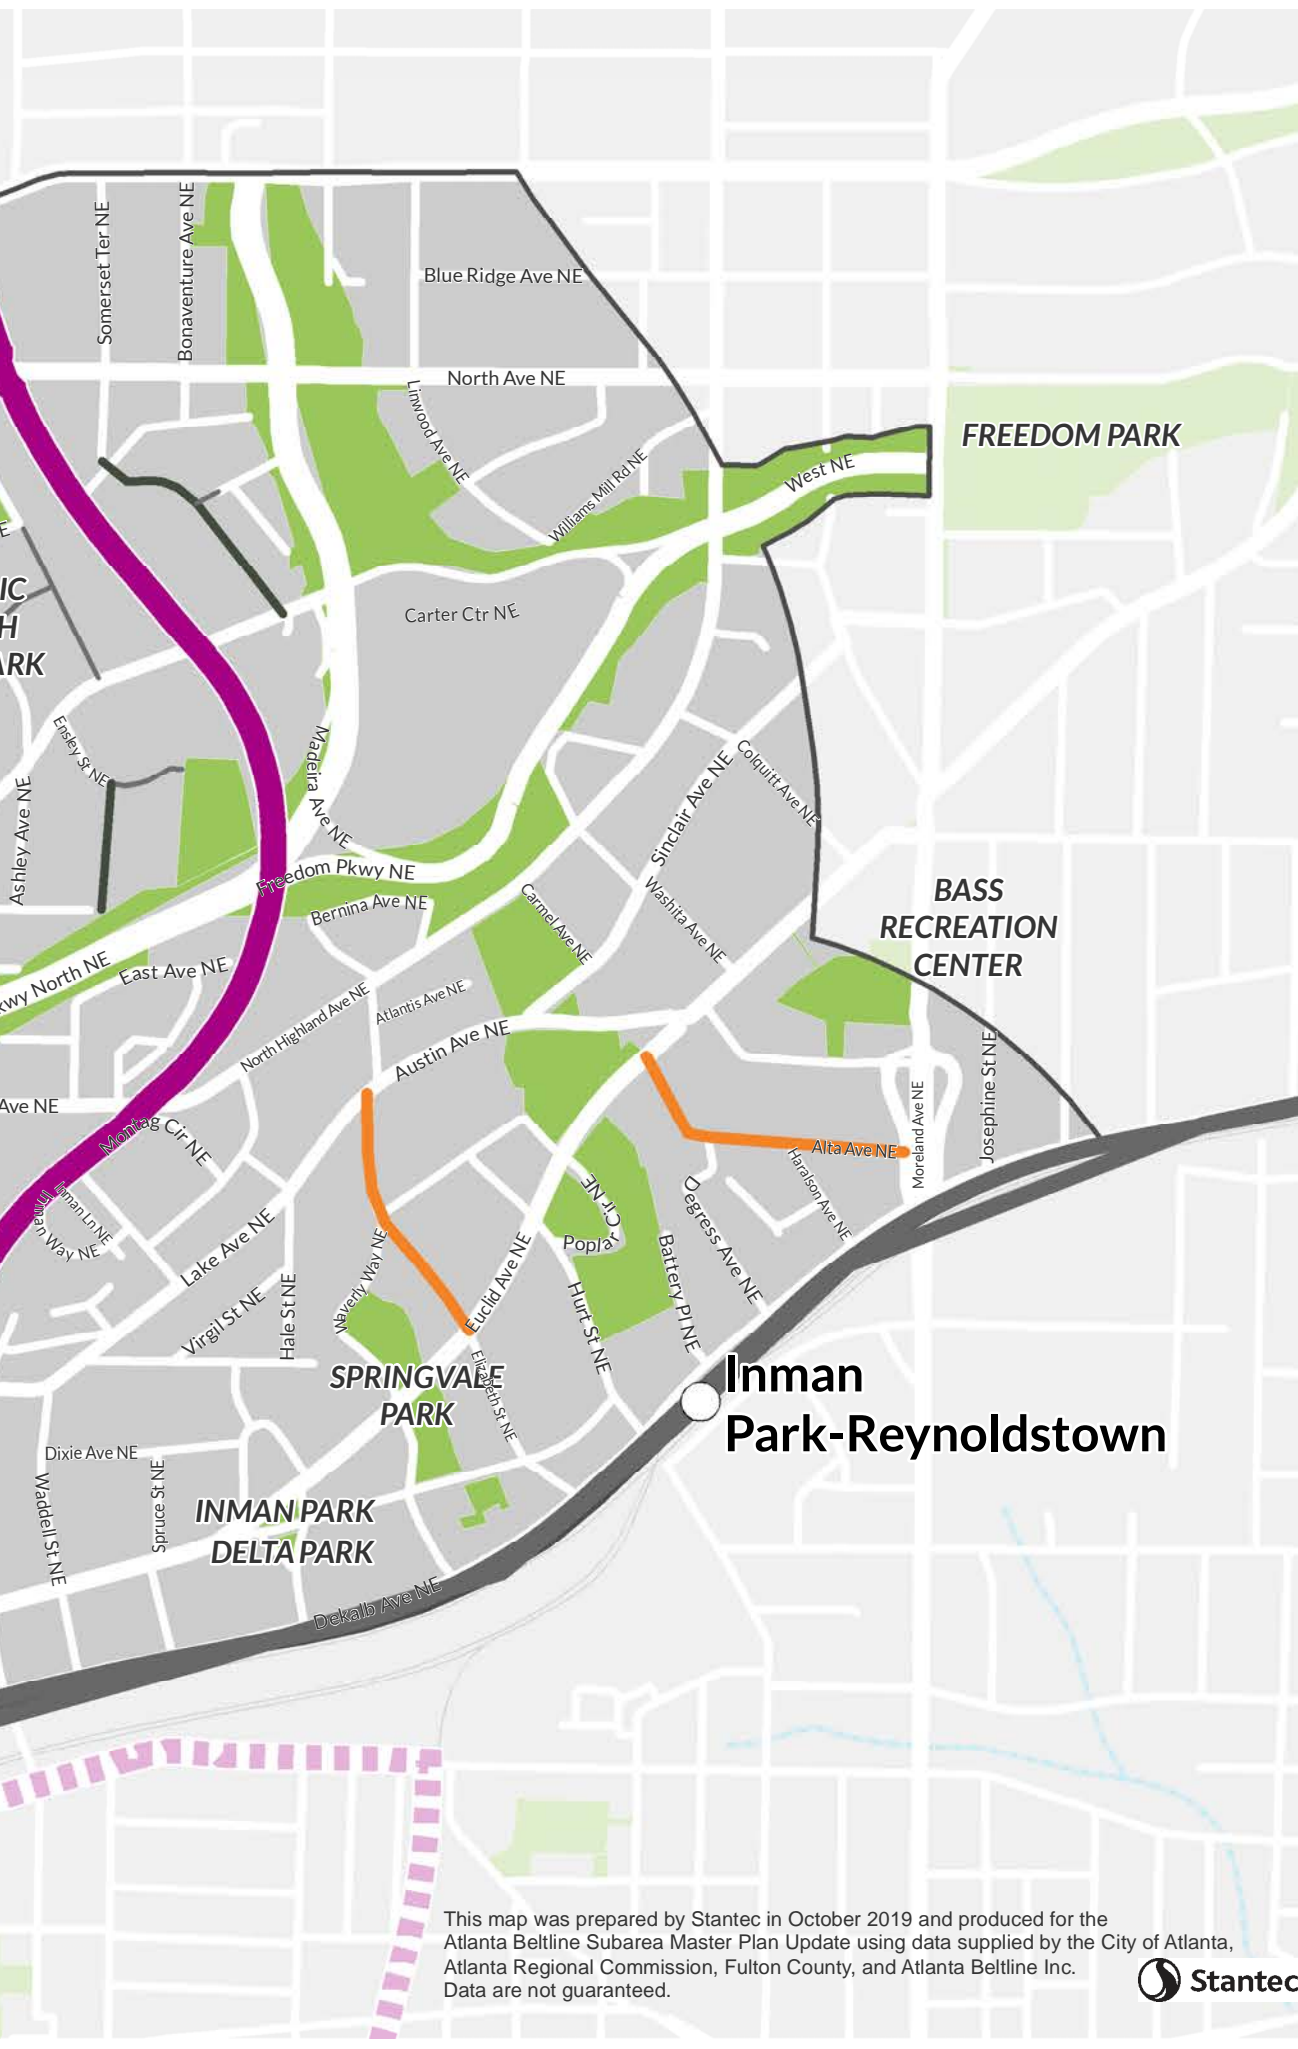 Somerset Ter NE
Bonaventure Ave NE
Blue Ridge Ave NE
North Ave NE
Linwood Ave NE
Williams Mill Rd NE
West NE
FREEDOM PARK
E
IC
H
ARK
Carter Ctr NE
Ensley St NE
Madeira Ave NE
Colquitt Ave NE
Sinclair Ave NE
Ashley Ave NE
Freedom Pkwy NE
Bernina Ave NE
Carmel Ave NE
Washita Ave NE
BASS
RECREATION
CENTER
kwy North NE
East Ave NE
North Highland Ave NE
Atlantis Ave NE
Austin Ave NE
Ave NE
Montag Cir NE
Alta Ave NE
Moreland Ave NE
Josephine St NE
Haralson Ave NE
Inman Ln NE
Inman Way NE
Lake Ave NE
Poplar Cir NE
Degress Ave NE
Battery Pl NE
Waverly Way NE
Euclid Ave NE
Hurt St NE
Virgil St NE
Hale St NE
Elizabeth St NE
SPRINGVALE
PARK
Inman
Park-Reynoldstown
Dixie Ave NE
Waddell St NE
Spruce St NE
INMAN PARK
DELTA PARK
Dekalb Ave NE
This map was prepared by Stantec in October 2019 and produced for the
Atlanta Beltline Subarea Master Plan Update using data supplied by the City of Atlanta,
Atlanta Regional Commission, Fulton County, and Atlanta Beltline Inc.
Data are not guaranteed.
Stantec